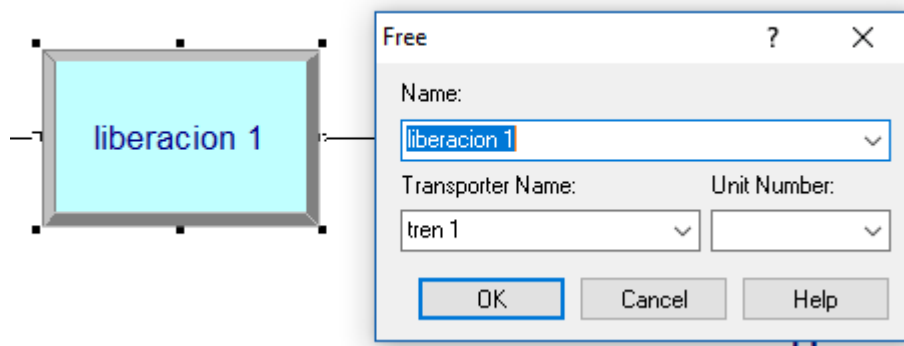 liberacion 1
Free
?
Name:
liberacion 1
Transporter Name:
Unit Number:
tren 1
OK
Cancel
Help